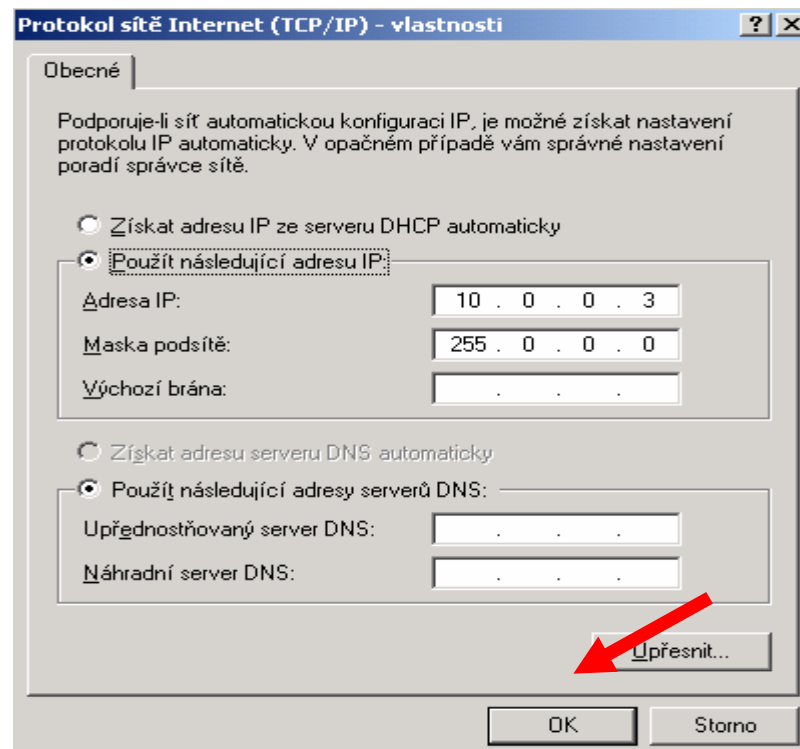 Protokol sítě Internet (TCP/IP) - vlastnosti
Obecné
Podporuje-li síť automatickou konfiguraci IP, je možné získat nastavení
protokolu IP automaticky. V opačném případě vám správné nastavení
poradí správce sítě.
Získat adresu IP ze serveru DHCP automaticky
Použít následující adresu IP:
Adresa IP: 10 . 0 . 0 . 3
Maska podsítě: 255 . 0 . 0 . 0
Výchozí brána: . . .
Získat adresu serveru DNS automaticky
Použít následující adresy serverů DNS:
Upřednostňovaný server DNS: . . .
Náhradní server DNS: . . .
Upřesnit...
OK Storno